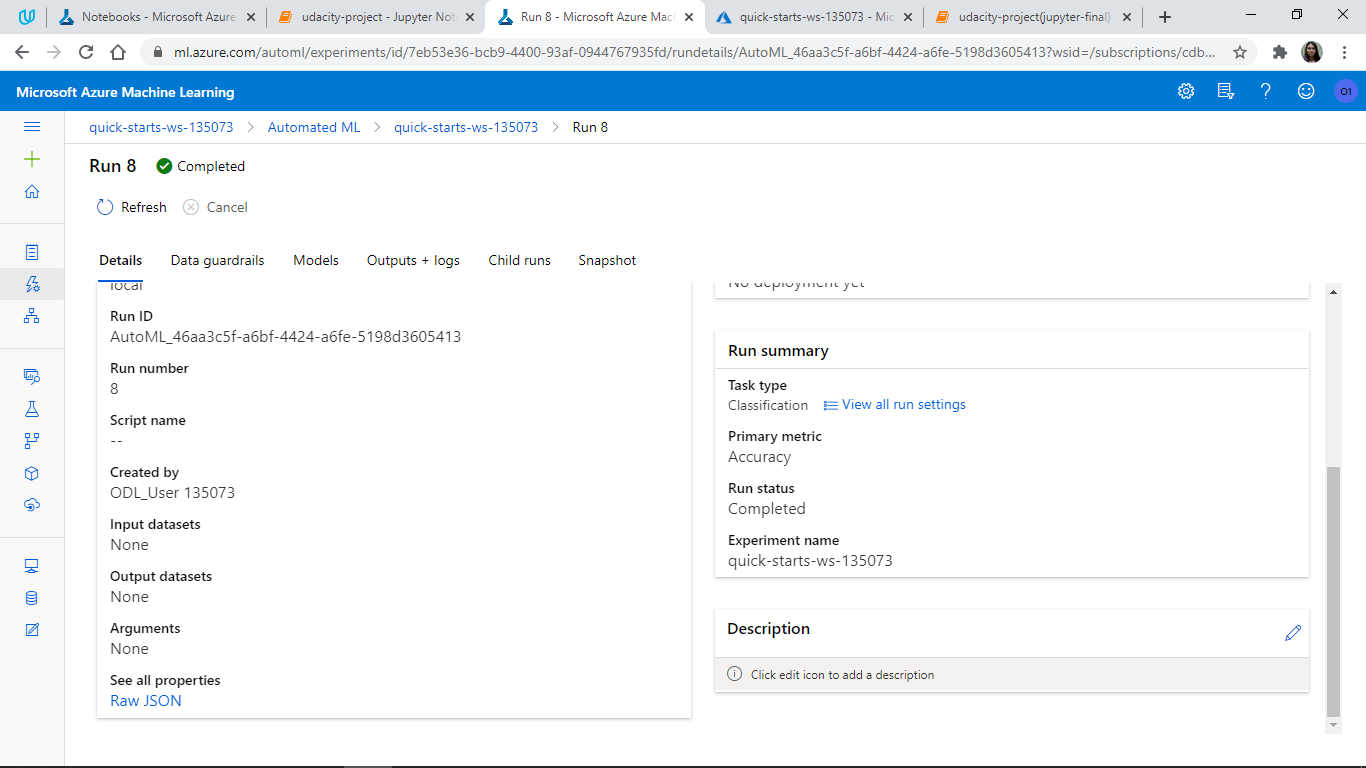 Notebooks - Microsoft Azure
udacity-project - Jupyter Not
Run 8 - Microsoft Azure Mac
quick-starts-ws-135073 - Mic
udacity-project(jupyter-final)
ml.azure.com/automl/experiments/id/7eb53e36-bcb9-4400-93af-0944767935fd/rundetails/AutoML_46aa3c5f-a6bf-4424-a6fe-5198d3605413?wsid=/subscriptions/cdb...
Microsoft Azure Machine Learning
O1
quick-starts-ws-135073 > Automated ML > quick-starts-ws-135073 > Run 8
Run 8 Completed
Refresh Cancel
Details Data guardrails Models Outputs + logs Child runs Snapshot
local
Run ID
AutoML_46aa3c5f-a6bf-4424-a6fe-5198d3605413
Run number
8
Script name
--
Created by
ODL_User 135073
Input datasets
None
Output datasets
None
Arguments
None
See all properties
Raw JSON
No deployment yet
Run summary
Task type
Classification View all run settings
Primary metric
Accuracy
Run status
Completed
Experiment name
quick-starts-ws-135073
Description
Click edit icon to add a description